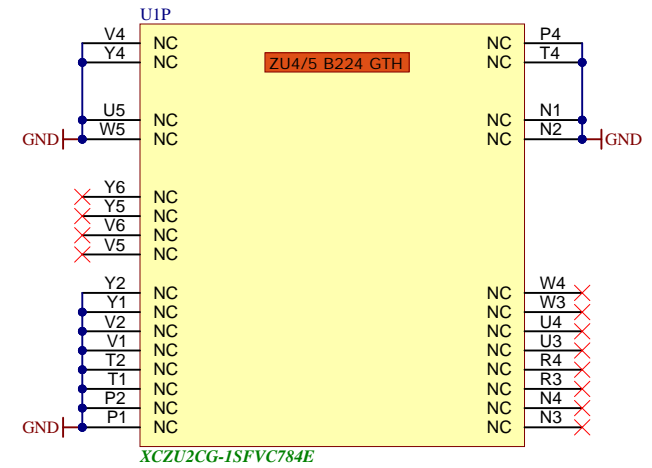 U1P
V4 NC NC P4
Y4 NC ZU4/5 B224 GTH NC T4
U5 NC NC N1
GND W5 NC NC N2 GND
Y6 NC
Y5 NC
V6 NC
V5 NC
Y2 NC NC W4
Y1 NC NC W3
V2 NC NC U4
V1 NC NC U3
T2 NC NC R4
T1 NC NC R3
P2 NC NC N4
GND P1 NC NC N3
XCZU2CG-1SFVC784E